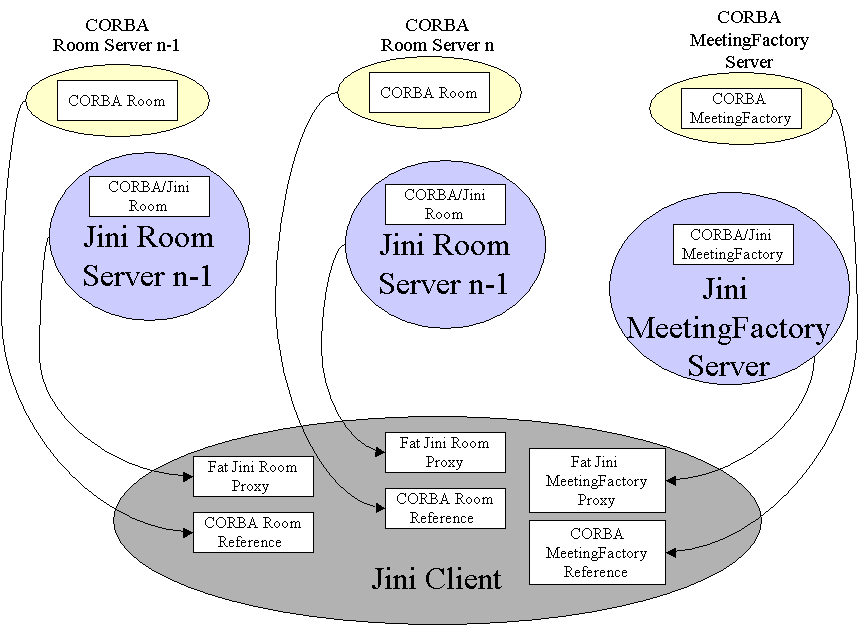 CORBA
Room Server n-1
CORBA
Room Server n
CORBA
MeetingFactory
Server
CORBA Room
CORBA Room
CORBA
MeetingFactory
CORBA/Jini
Room
Jini Room
Server n-1
CORBA/Jini
Room
Jini Room
Server n-1
CORBA/Jini
MeetingFactory
Jini
MeetingFactory
Server
Fat Jini Room
Proxy
CORBA Room
Reference
Fat Jini Room
Proxy
CORBA Room
Reference
Fat Jini
MeetingFactory
Proxy
CORBA
MeetingFactory
Reference
Jini Client